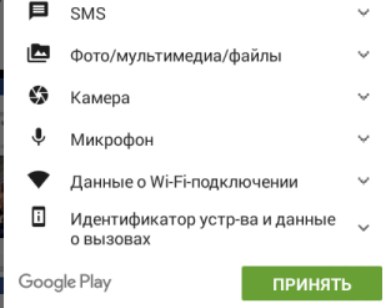 SMS
Фото/мультимедиа/файлы
Камера
Микрофон
Данные о Wi-Fi-подключении
Идентификатор устр-ва и данные
о вызовах
Google Play
ПРИНЯТЬ